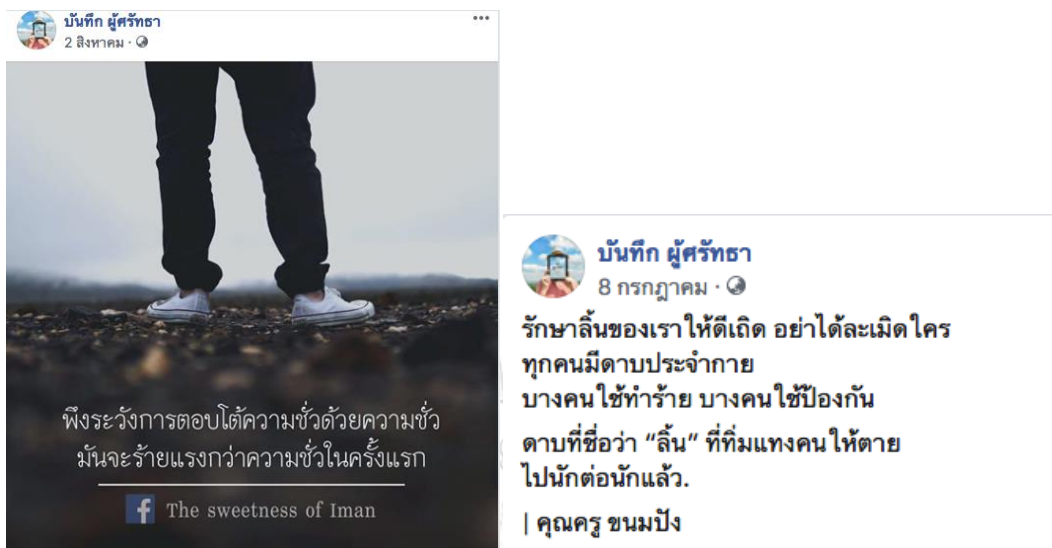 บันทึก ผู้ศรัทธา
2 สิงหาคม ·
พึงระวังการตอบโต้ความชั่วด้วยความชั่ว
มันจะร้ายแรงกว่าความชั่วในครั้งแรก
f The sweetness of Iman
บันทึก ผู้ศรัทธา
8 กรกฎาคม ·
รักษาลิ้นของเราให้ดีเถิด อย่าได้ละเมิดใคร
ทุกคนมีดาบประจำกาย
บางคนใช้ทำร้าย บางคนใช้ป้องกัน
ดาบที่ชื่อว่า “ลิ้น” ที่ทิ่มแทงคนให้ตาย
ไปนักต่อนักแล้ว.
| คุณครู ขนมปัง